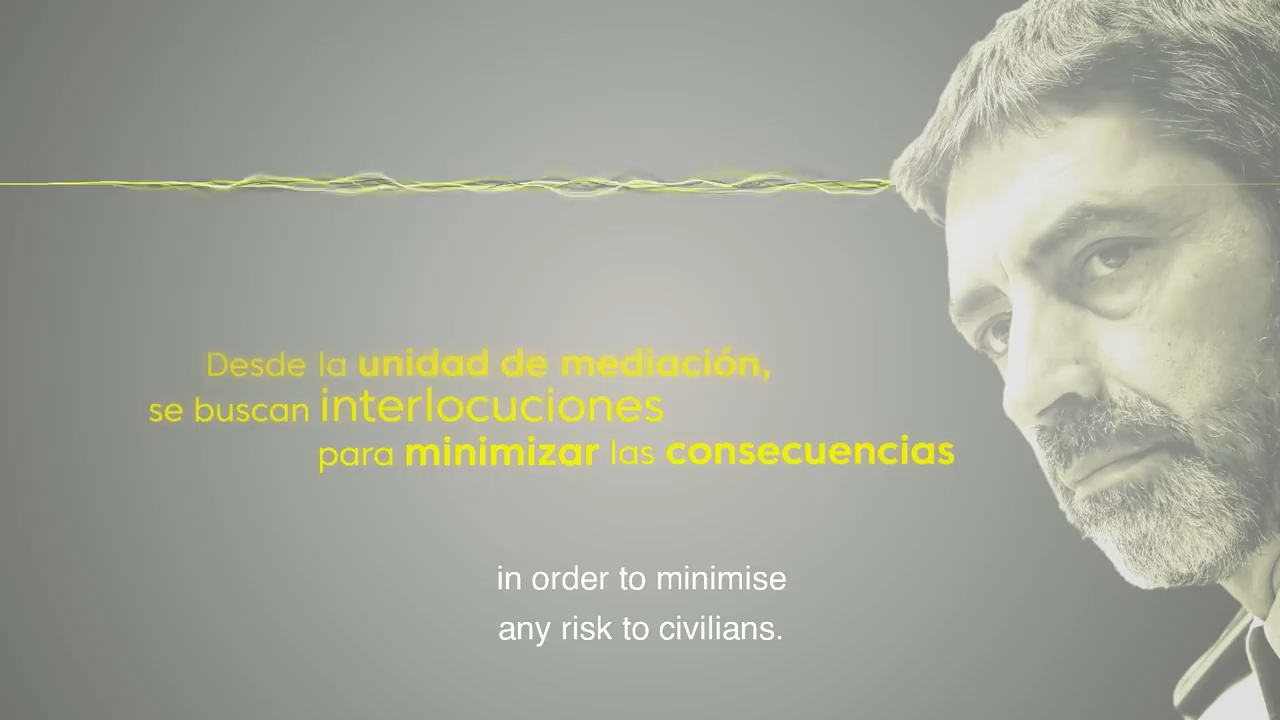 Desde la unidad de mediación,
se buscan interlocuciones
para minimizar las consecuencias
in order to minimise
any risk to civilians.